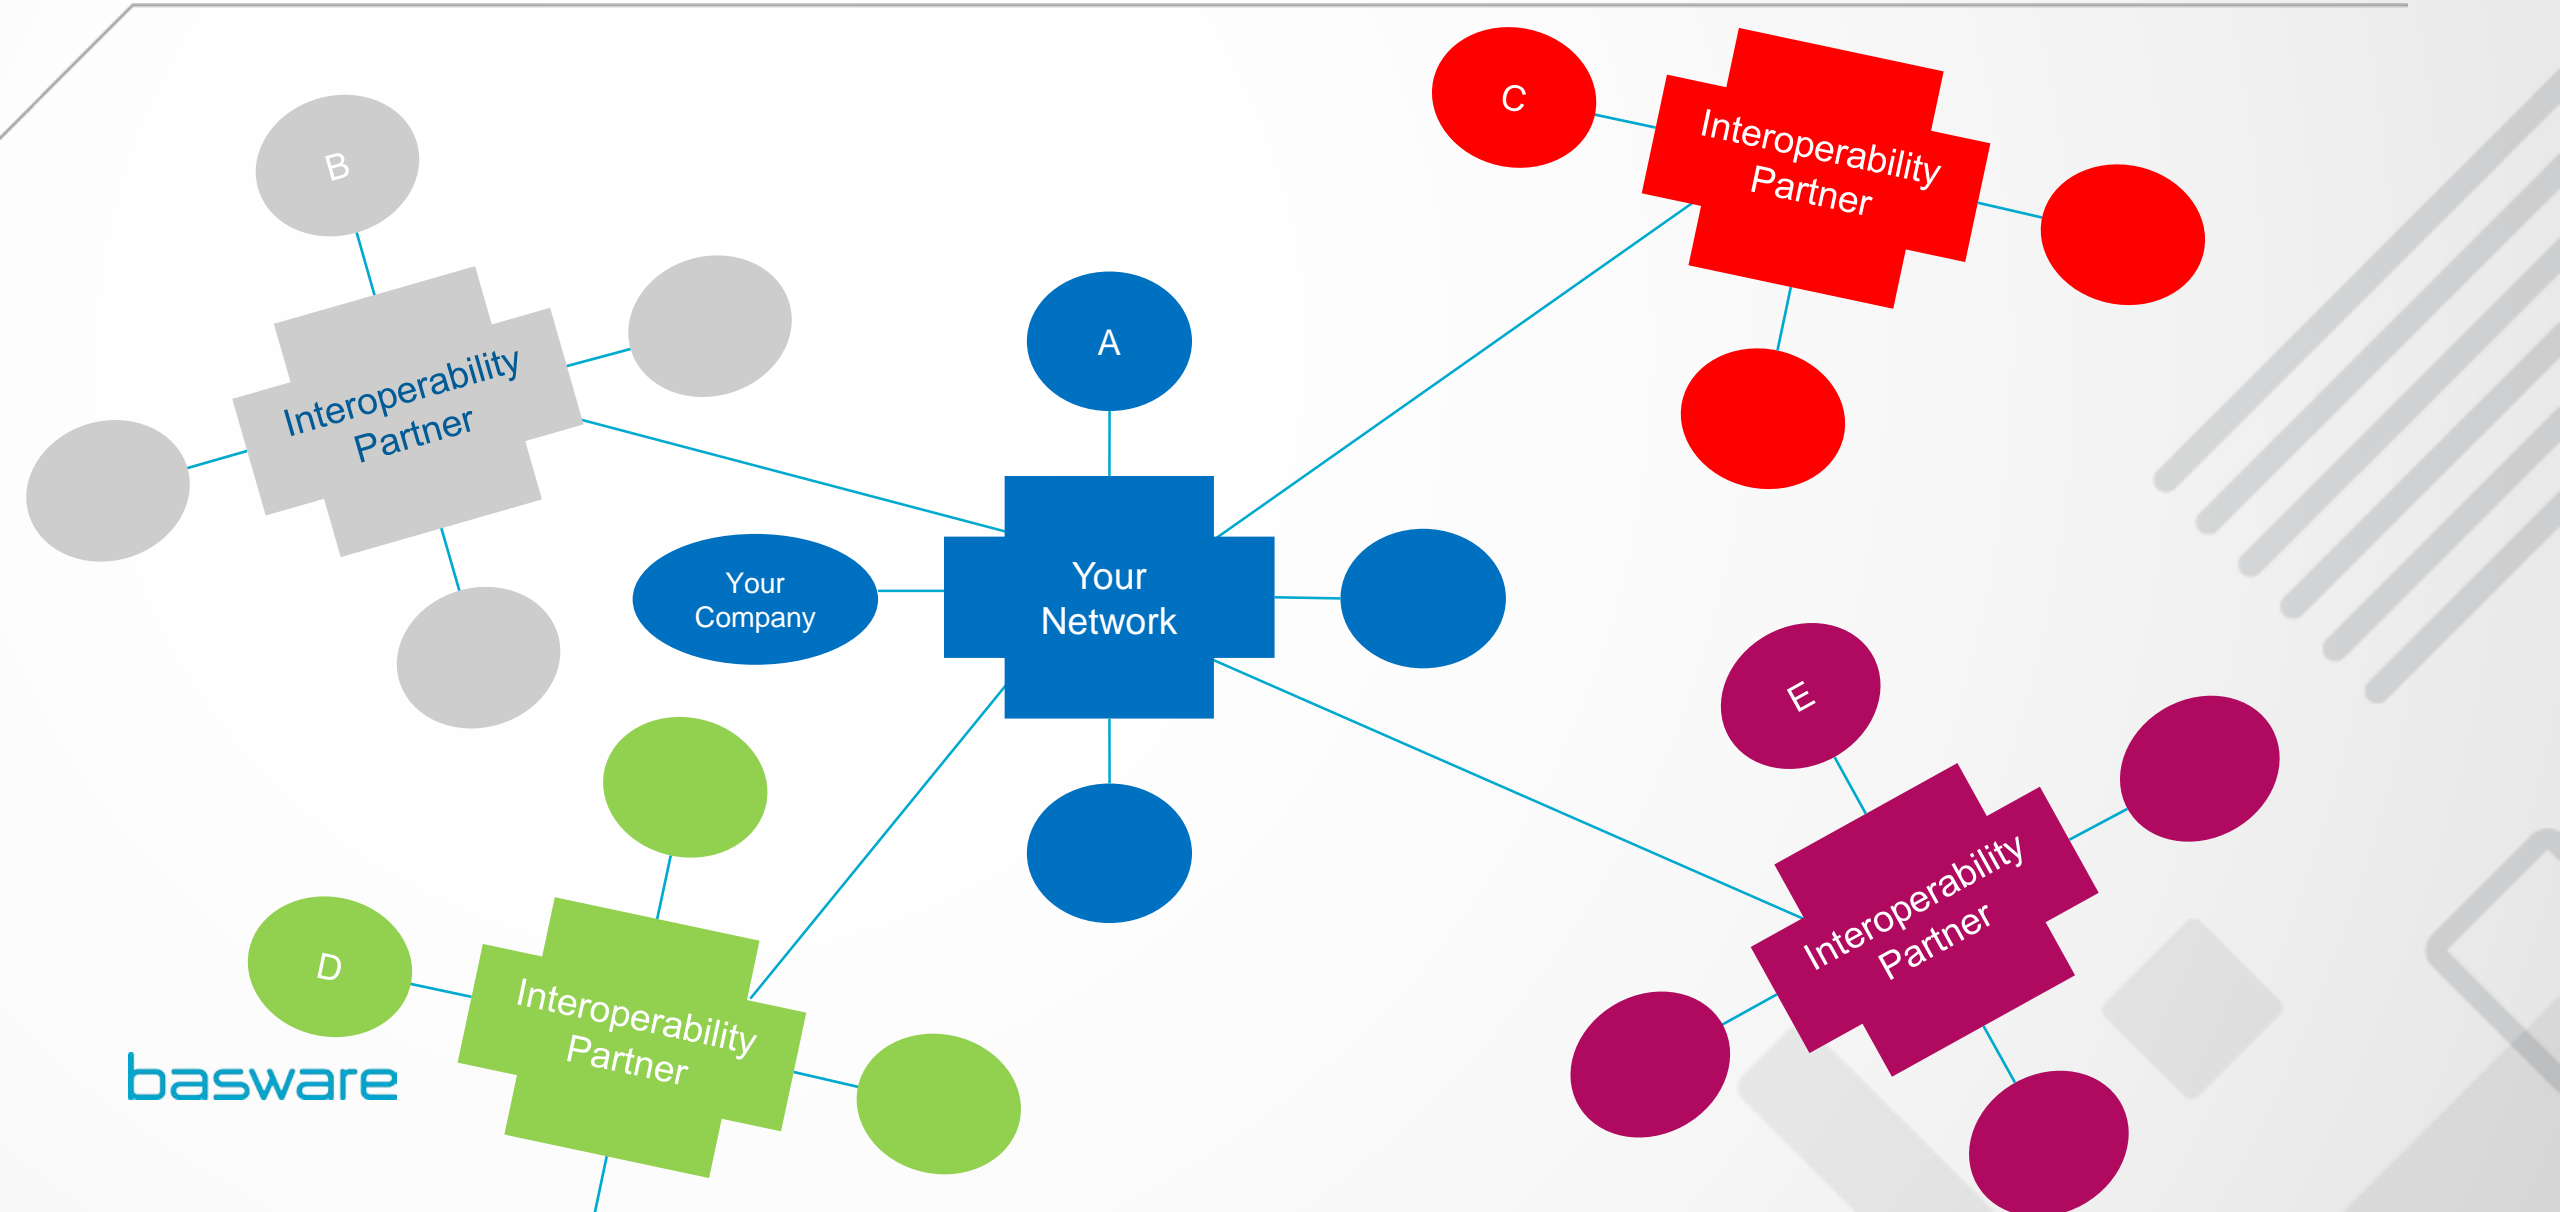 C
Interoperability
Partner
B
Interoperability
Partner
A
Your
Company
Your
Network
E
Interoperability
Partner
D
Interoperability
Partner
basware